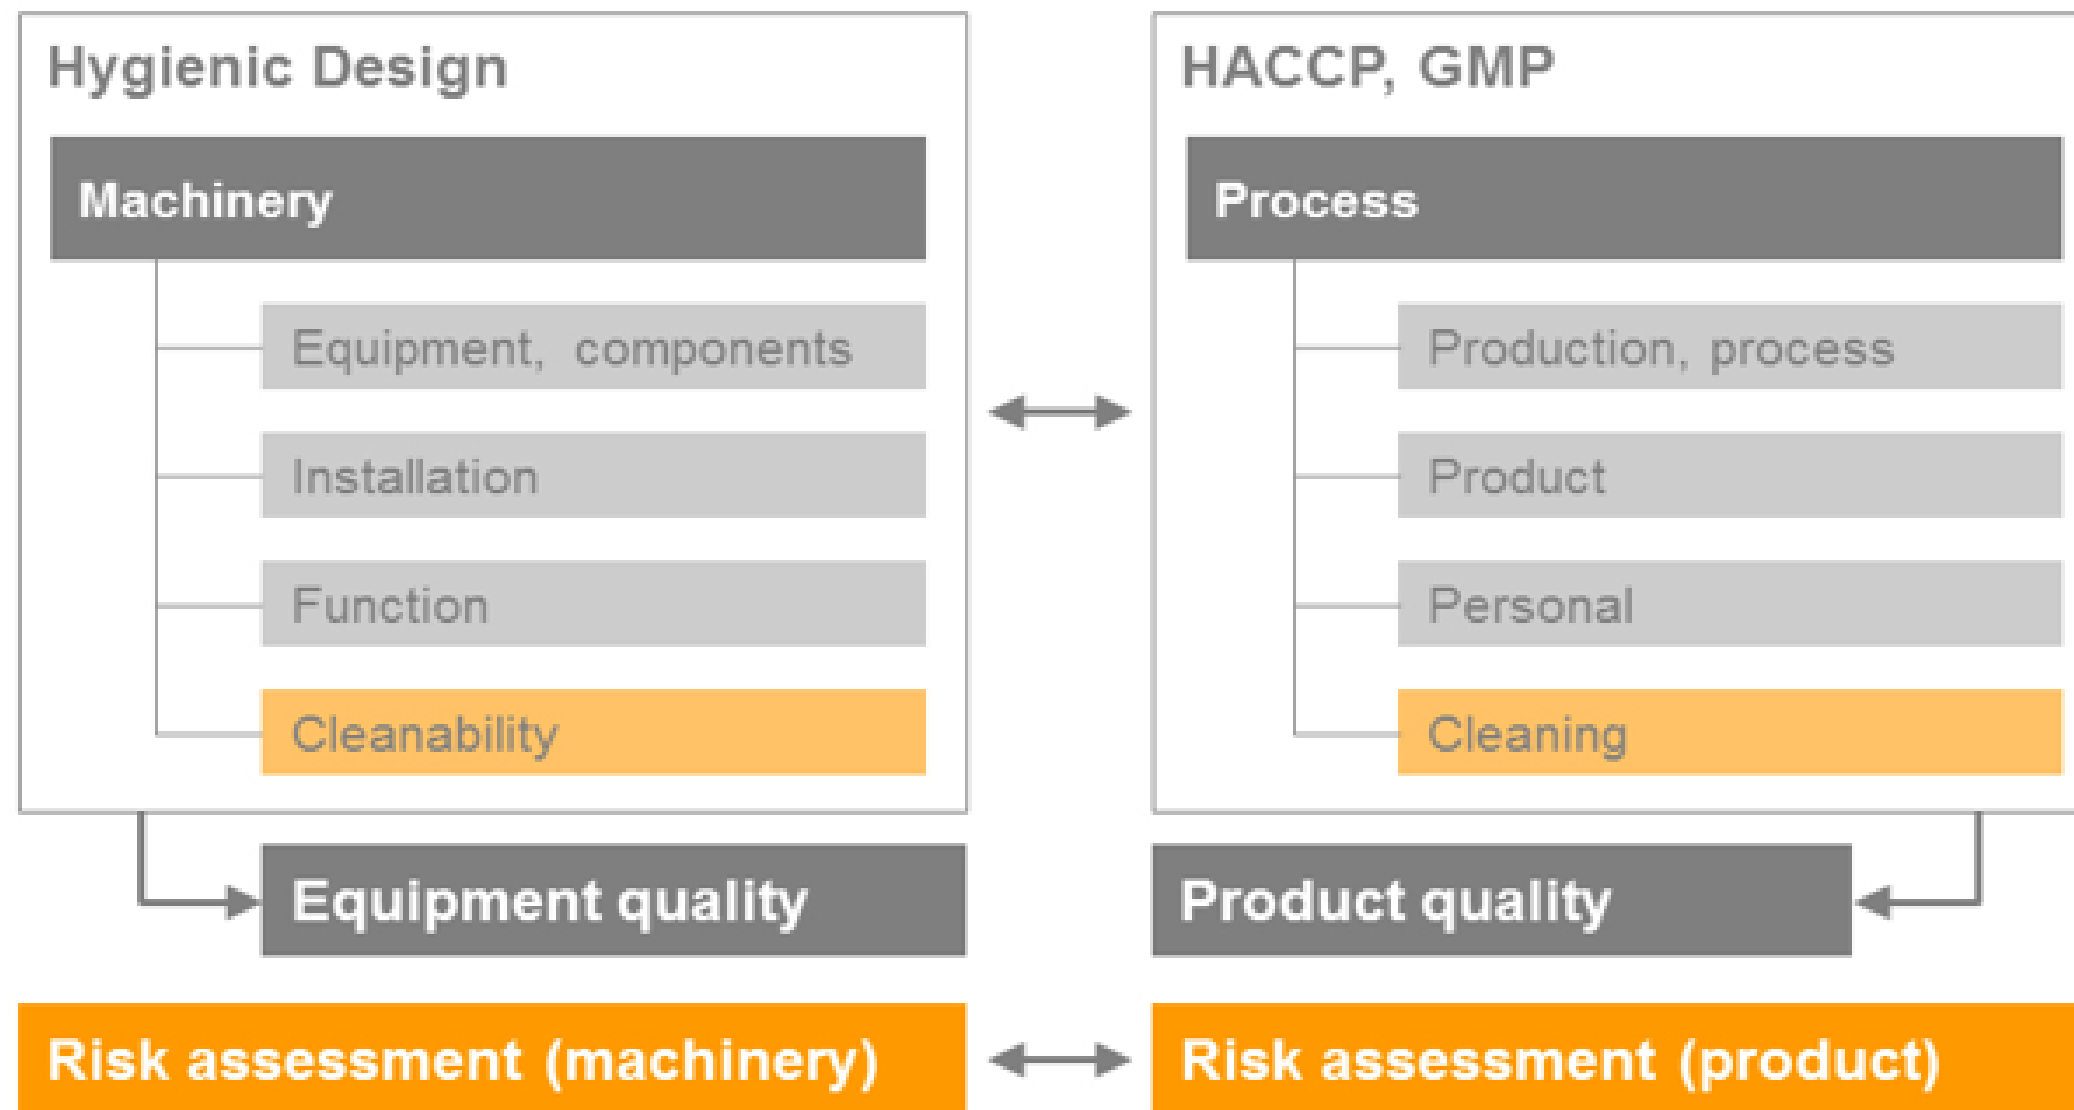 Hygienic Design
Machinery
Equipment, components
Installation
Function
Cleanability
Equipment quality
Risk assessment (machinery)
HACCP, GMP
Process
Production, process
Product
Personal
Cleaning
Product quality
Risk assessment (product)